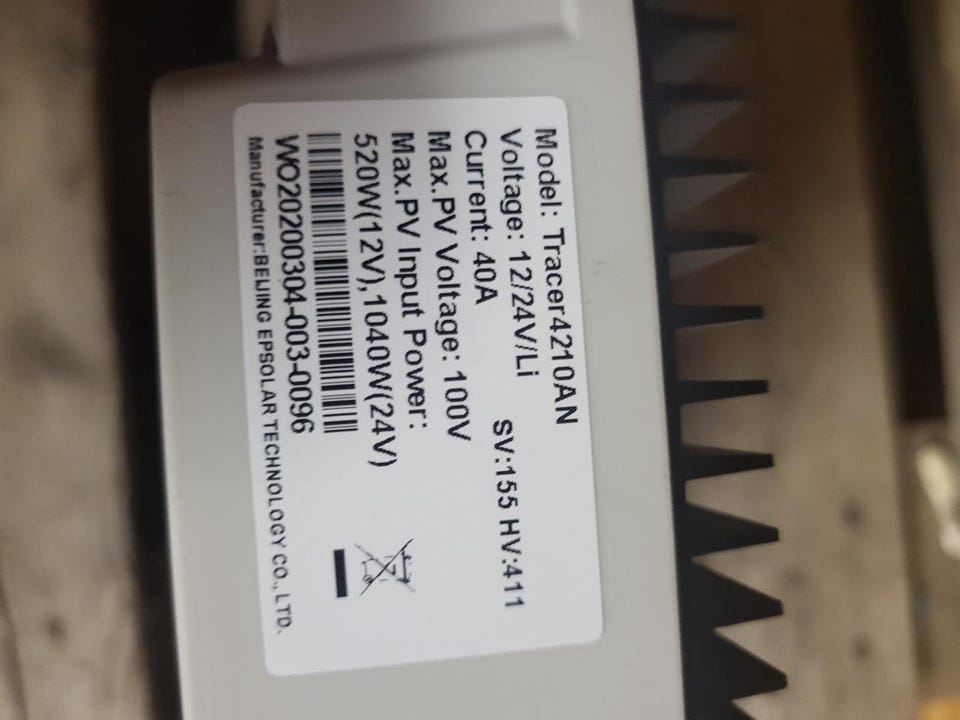 Model: Tracer4210AN
Voltage: 12/24V/Li
Current: 40A SV:155 HV:411
Max.PV Voltage: 100V
Max.PV Input Power:
520W(12V),1040W(24V)
WO20200304-003-0096
Manufacturer:BEIJING EPSOLAR TECHNOLOGY CO., LTD.